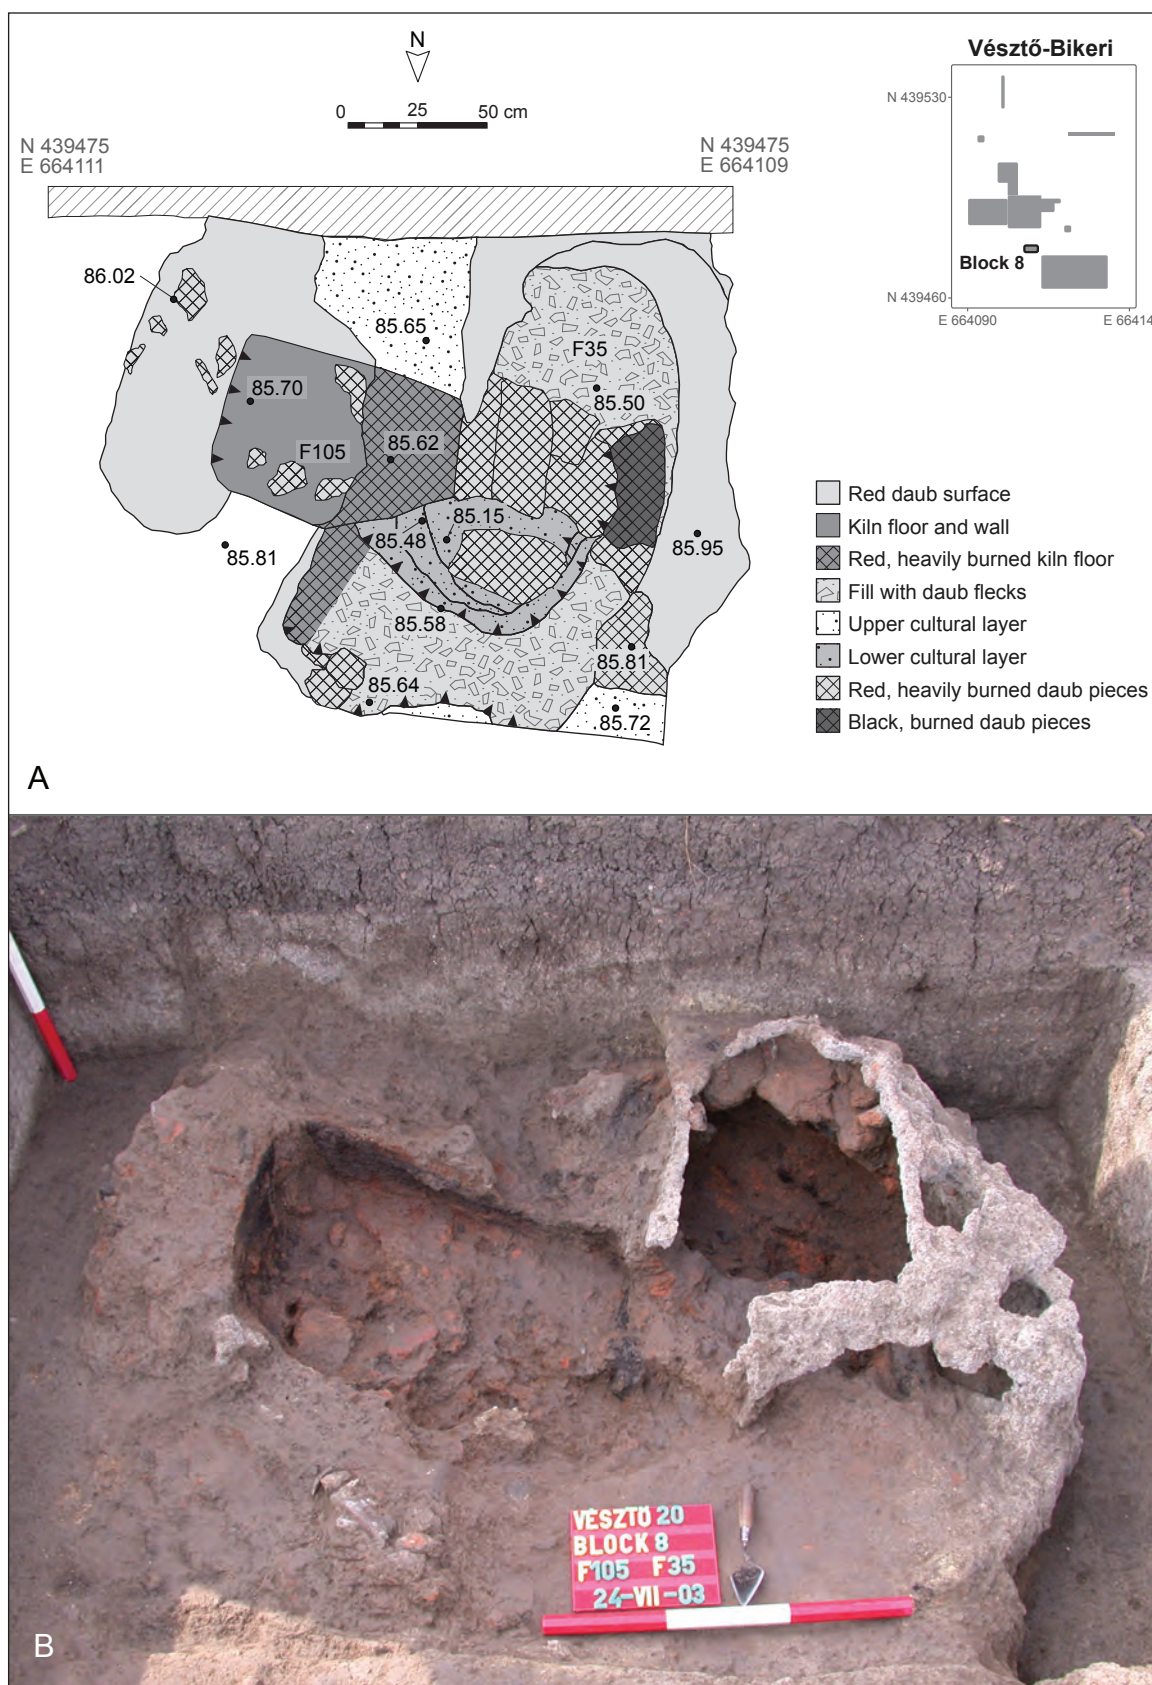 N
0 25 50 cm
N 439475
E 664111
N 439475
E 664109
Vésztő-Bikeri
N 439530
Block 8
N 439460
E 664090
E 66414
86.02
85.65
F35
85.70
85.50
F105
85.62
85.15
85.48
85.81
85.95
85.58
85.81
85.64
85.72
Red daub surface
Kiln floor and wall
Red, heavily burned kiln floor
Fill with daub flecks
Upper cultural layer
Lower cultural layer
Red, heavily burned daub pieces
Black, burned daub pieces
A
VÉSZTŐ 20
BLOCK 8
F105 F35
24-VII-03
B